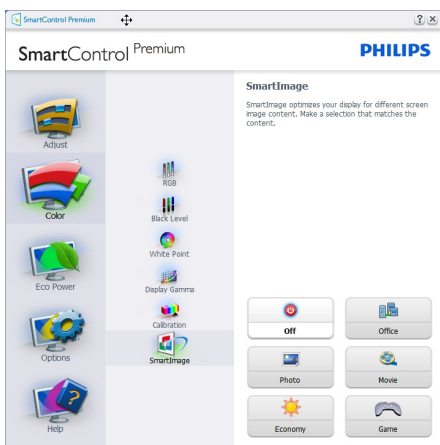 SmartControl Premium
SmartControl Premium
PHILIPS
Adjust
Color
Eco Power
Options
Help
RGB
Black Level
White Point
Display Gamma
Calibration
SmartImage
SmartImage
SmartImage optimizes your display for different screen
image content. Make a selection that matches the
content.
Off
Office
Photo
Movie
Economy
Game